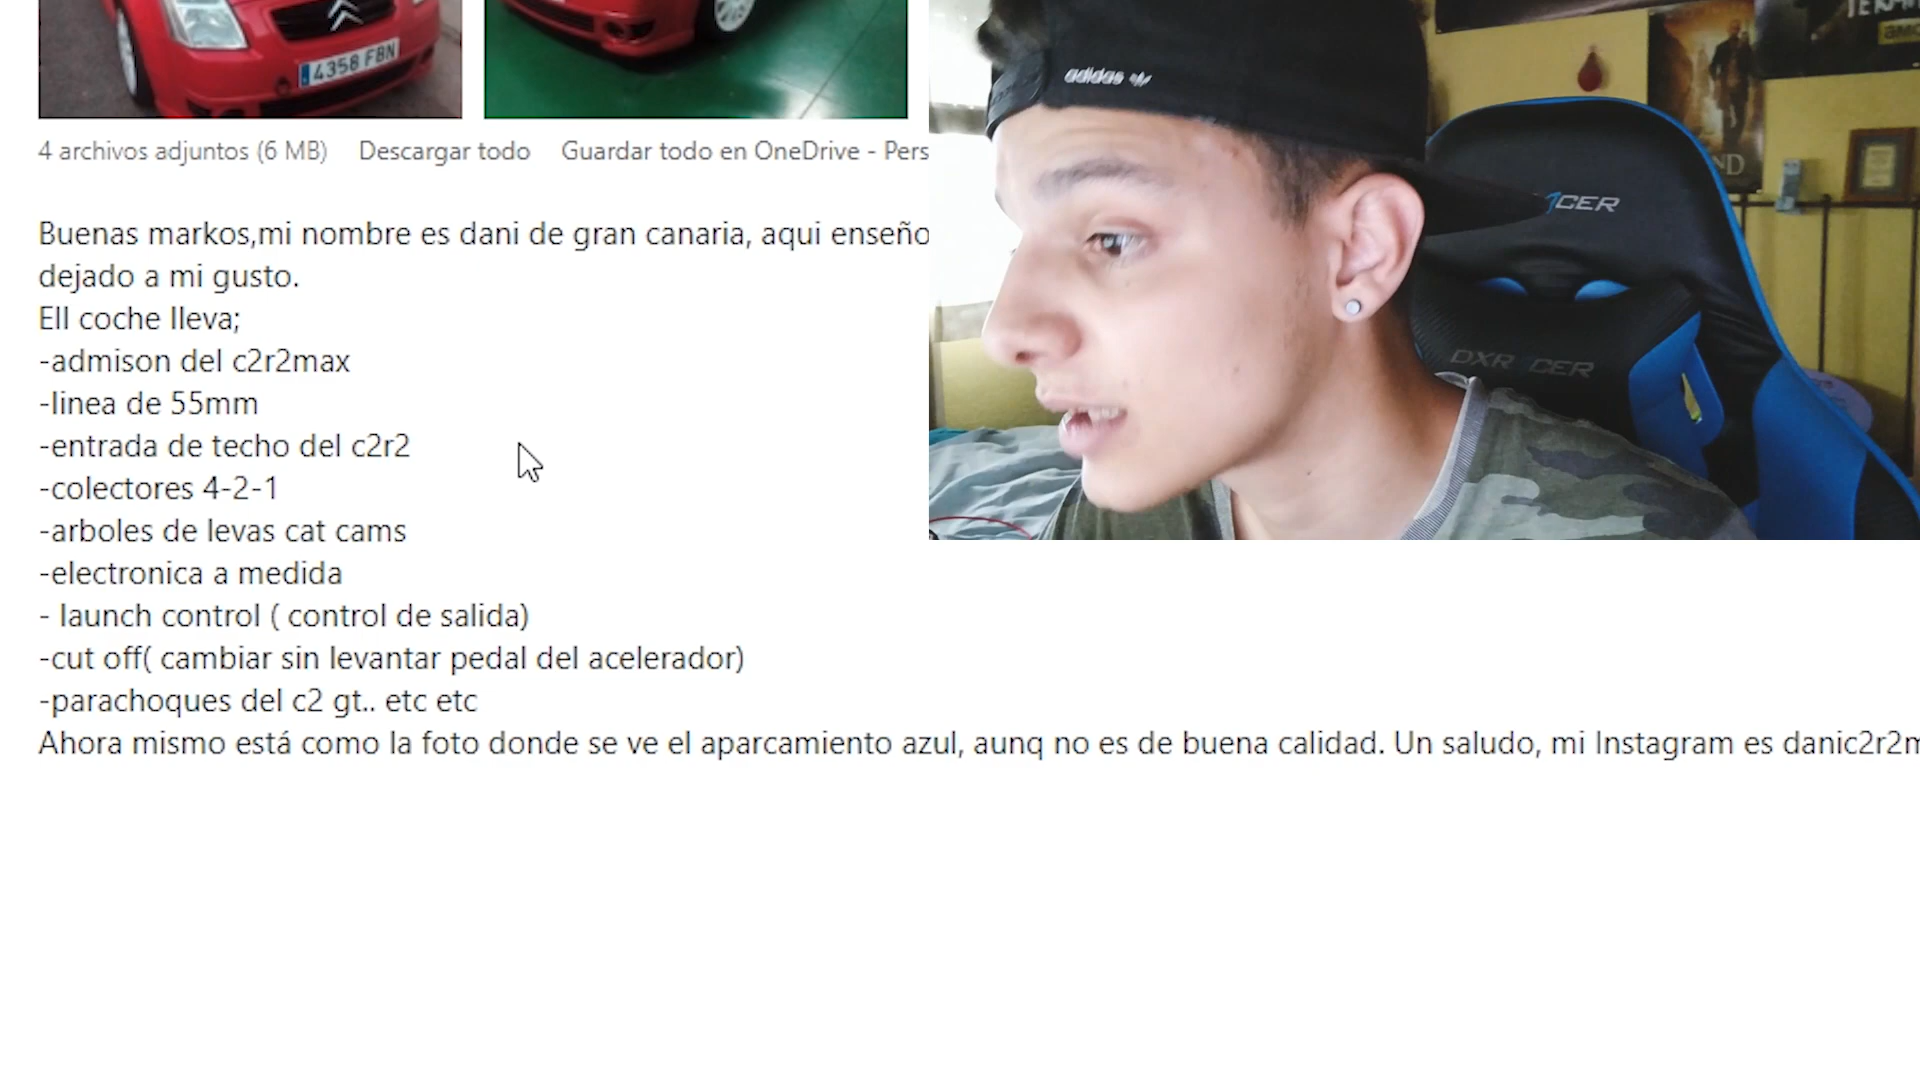 4358 FBN
4 archivos adjuntos (6 MB) Descargar todo Guardar todo en OneDrive - Pers
Buenas markos,mi nombre es dani de gran canaria, aqui enseño
dejado a mi gusto.
Ell coche lleva;
-admison del c2r2max
-linea de 55mm
-entrada de techo del c2r2
-colectores 4-2-1
-arboles de levas cat cams
-electronica a medida
- launch control ( control de salida)
-cut off( cambiar sin levantar pedal del acelerador)
-parachoques del c2 gt.. etc etc
Ahora mismo está como la foto donde se ve el aparcamiento azul, aunq no es de buena calidad. Un saludo, mi Instagram es danic2r2m
adidas
CER
DXR CER
ND